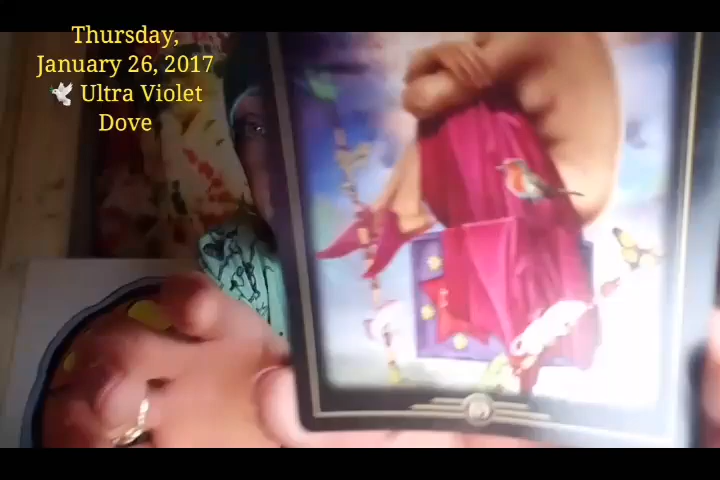 Thursday,
January 26, 2017
🕊 Ultra Violet
Dove